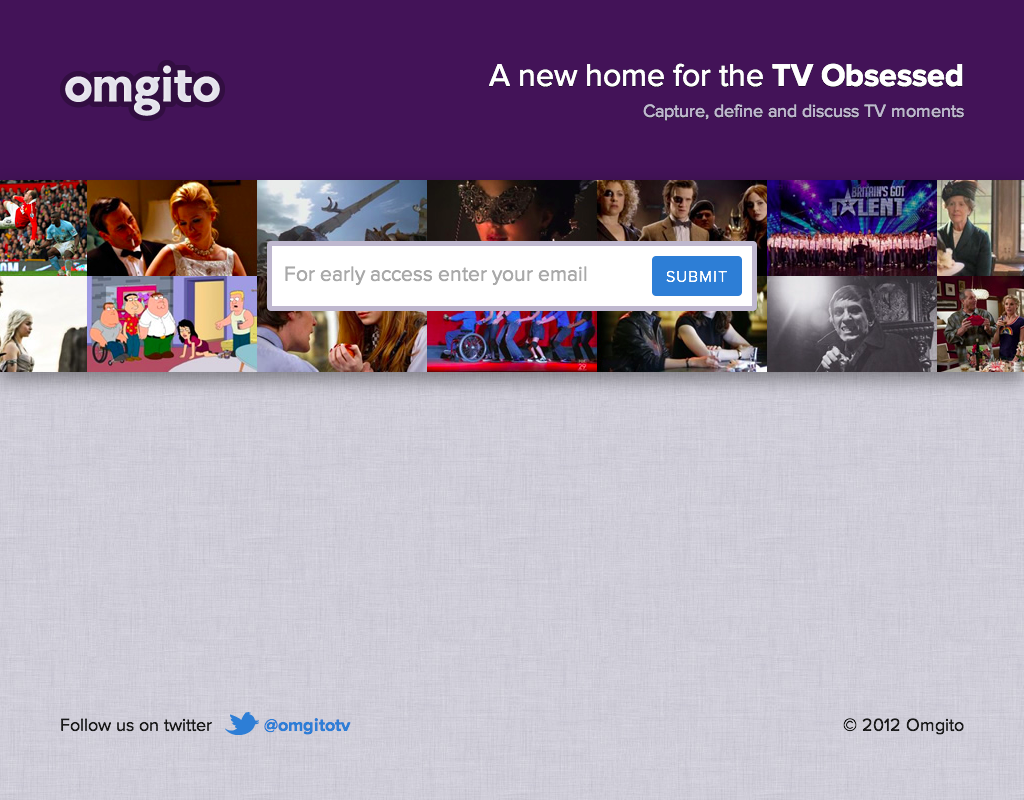 omgito
A new home for the TV Obsessed
Capture, define and discuss TV moments
BRITAIN'S GOT
TALENT
For early access enter your email
SUBMIT
29
Follow us on twitter @omgitotv
© 2012 Omgito